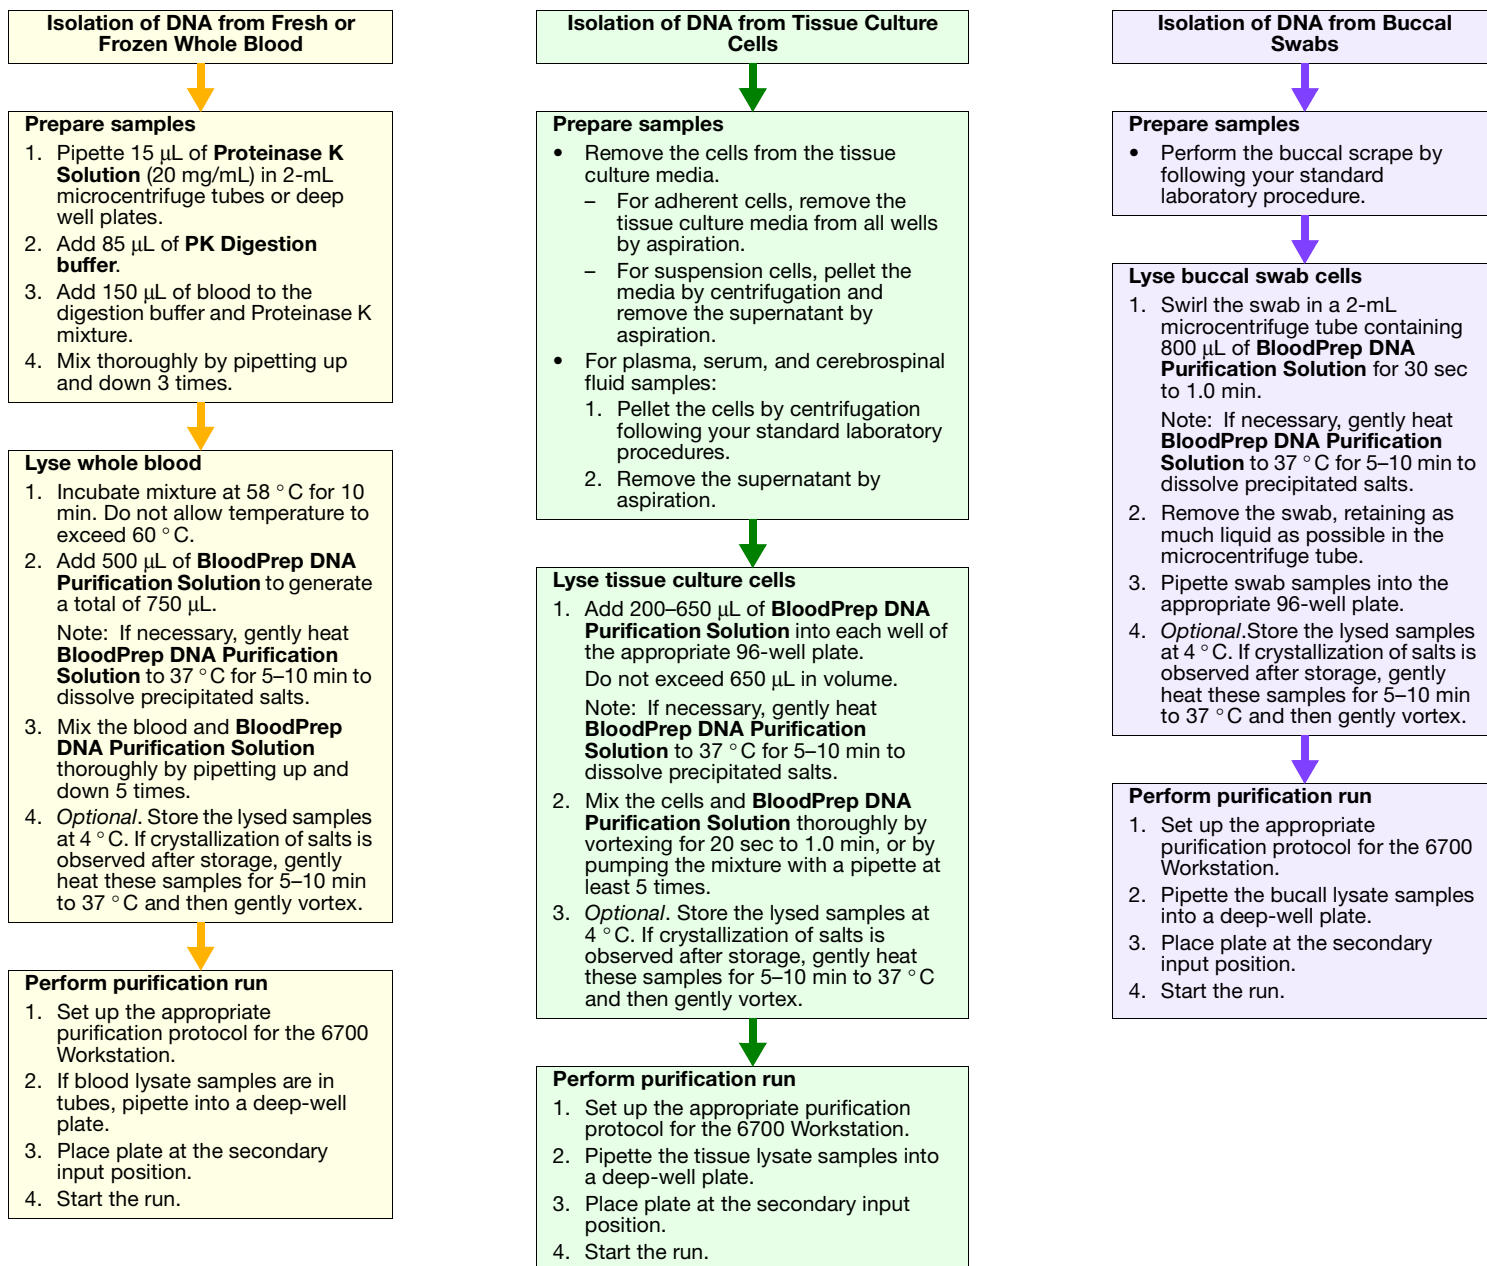 Isolation of DNA from Fresh or
Frozen Whole Blood
Prepare samples
1. Pipette 15 µL of Proteinase K
Solution (20 mg/mL) in 2-mL
microcentrifuge tubes or deep
well plates.
2. Add 85 µL of PK Digestion
buffer.
3. Add 150 µL of blood to the
digestion buffer and Proteinase K
mixture.
4. Mix thoroughly by pipetting up
and down 3 times.
Lyse whole blood
1. Incubate mixture at 58 °C for 10
min. Do not allow temperature to
exceed 60 °C.
2. Add 500 µL of BloodPrep DNA
Purification Solution to generate
a total of 750 µL.
Note: If necessary, gently heat
BloodPrep DNA Purification
Solution to 37 °C for 5–10 min to
dissolve precipitated salts.
3. Mix the blood and BloodPrep
DNA Purification Solution
thoroughly by pipetting up and
down 5 times.
4. Optional. Store the lysed samples
at 4 °C. If crystallization of salts is
observed after storage, gently
heat these samples for 5–10 min
to 37 °C and then gently vortex.
Perform purification run
1. Set up the appropriate
purification protocol for the 6700
Workstation.
2. If blood lysate samples are in
tubes, pipette into a deep-well
plate.
3. Place plate at the secondary
input position.
4. Start the run.
Isolation of DNA from Tissue Culture
Cells
Prepare samples
• Remove the cells from the tissue
culture media.
– For adherent cells, remove the
tissue culture media from all wells
by aspiration.
– For suspension cells, pellet the
media by centrifugation and
remove the supernatant by
aspiration.
• For plasma, serum, and cerebrospinal
fluid samples:
1. Pellet the cells by centrifugation
following your standard laboratory
procedures.
2. Remove the supernatant by
aspiration.
Lyse tissue culture cells
1. Add 200–650 µL of BloodPrep DNA
Purification Solution into each well of
the appropriate 96-well plate.
Do not exceed 650 µL in volume.
Note: If necessary, gently heat
BloodPrep DNA Purification
Solution to 37 °C for 5–10 min to
dissolve precipitated salts.
2. Mix the cells and BloodPrep DNA
Purification Solution thoroughly by
vortexing for 20 sec to 1.0 min, or by
pumping the mixture with a pipette at
least 5 times.
3. Optional. Store the lysed samples at
4 °C. If crystallization of salts is
observed after storage, gently heat
these samples for 5–10 min to 37 °C
and then gently vortex.
Perform purification run
1. Set up the appropriate purification
protocol for the 6700 Workstation.
2. Pipette the tissue lysate samples into
a deep-well plate.
3. Place plate at the secondary input
position.
4. Start the run.
Isolation of DNA from Buccal
Swabs
Prepare samples
• Perform the buccal scrape by
following your standard
laboratory procedure.
Lyse buccal swab cells
1. Swirl the swab in a 2-mL
microcentrifuge tube containing
800 µL of BloodPrep DNA
Purification Solution for 30 sec
to 1.0 min.
Note: If necessary, gently heat
BloodPrep DNA Purification
Solution to 37 °C for 5–10 min to
dissolve precipitated salts.
2. Remove the swab, retaining as
much liquid as possible in the
microcentrifuge tube.
3. Pipette swab samples into the
appropriate 96-well plate.
4. Optional.Store the lysed samples
at 4 °C. If crystallization of salts is
observed after storage, gently
heat these samples for 5–10 min
to 37 °C and then gently vortex.
Perform purification run
1. Set up the appropriate
purification protocol for the 6700
Workstation.
2. Pipette the bucall lysate samples
into a deep-well plate.
3. Place plate at the secondary
input position.
4. Start the run.